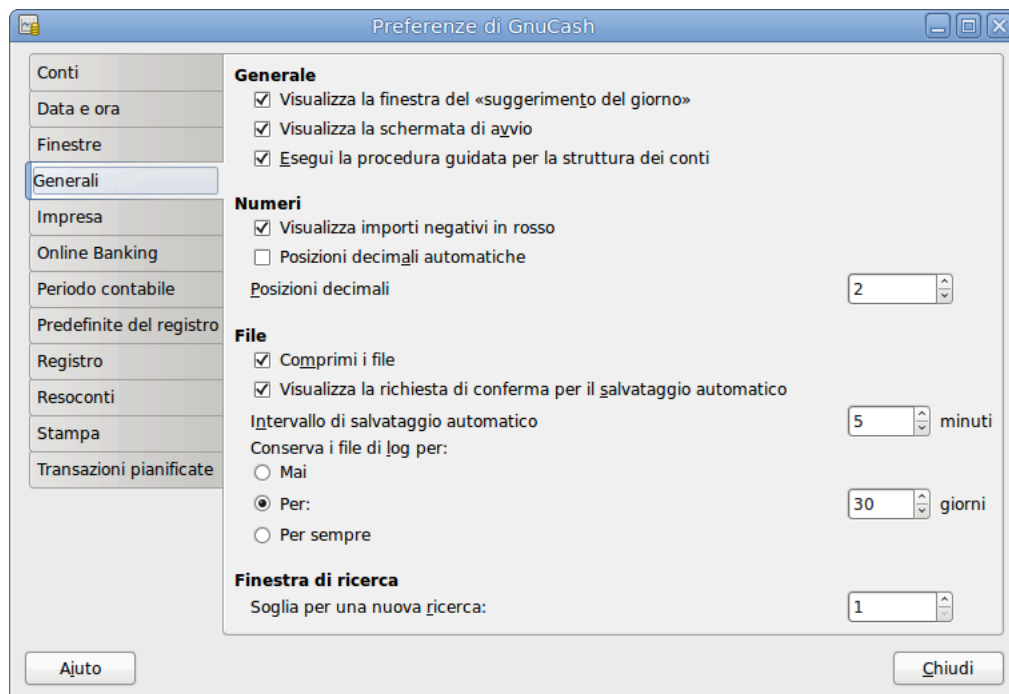 Preferenze di GnuCash
Conti
Data e ora
Finestre
Generali
Impresa
Online Banking
Periodo contabile
Predefinite del registro
Registro
Resoconti
Stampa
Transazioni pianificate
Generale
Visualizza la finestra del «suggerimento del giorno»
Visualizza la schermata di avvio
Esegui la procedura guidata per la struttura dei conti
Numeri
Visualizza importi negativi in rosso
Posizioni decimali automatiche
Posizioni decimali 2
File
Comprimi i file
Visualizza la richiesta di conferma per il salvataggio automatico
Intervallo di salvataggio automatico 5 minuti
Conserva i file di log per:
Mai
Per: 30 giorni
Per sempre
Finestra di ricerca
Soglia per una nuova ricerca: 1
Aiuto Chiudi